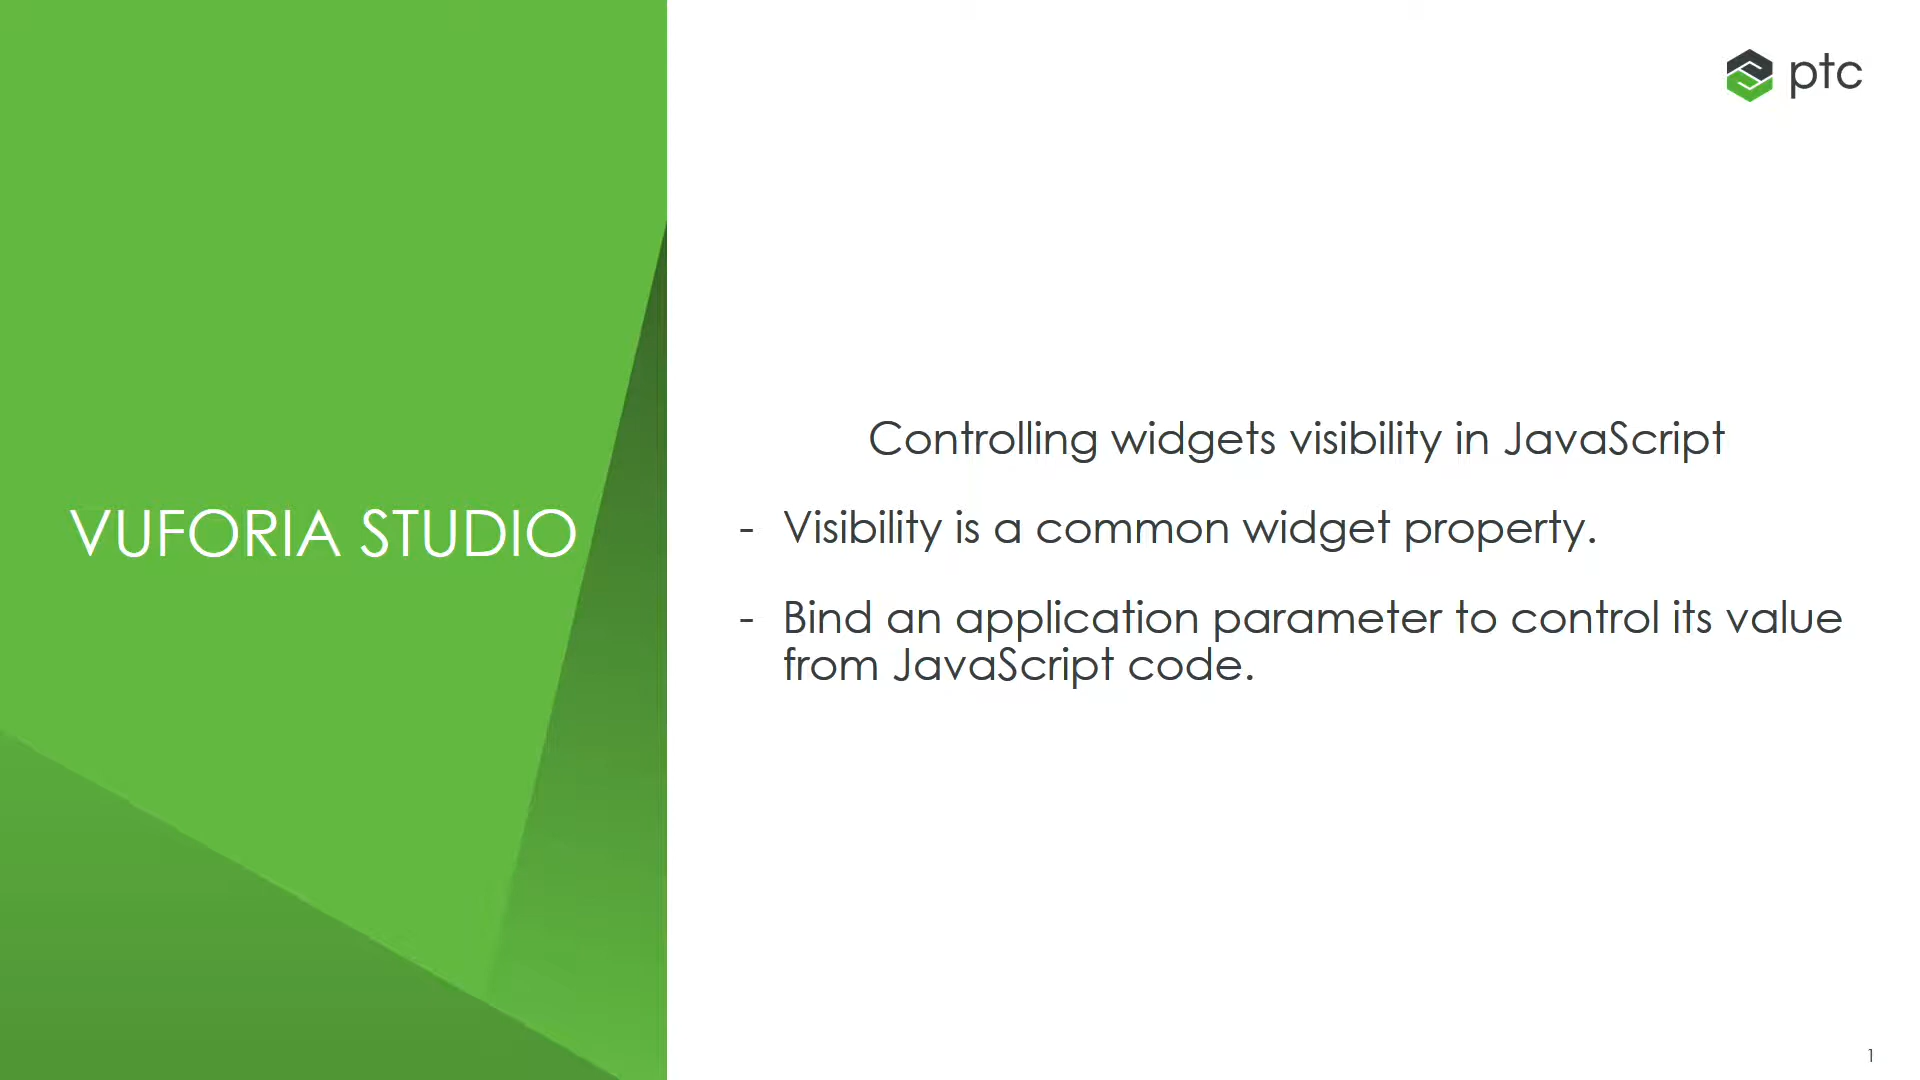 ptc
VUFORIA STUDIO
Controlling widgets visibility in JavaScript
- Visibility is a common widget property.
- Bind an application parameter to control its value
from JavaScript code.
1